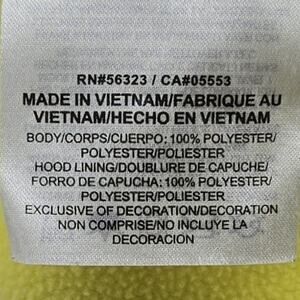 RN#56323 / CA#05553
MADE IN VIETNAM/FABRIQUE AU
VIETNAM/HECHO EN VIETNAM
BODY/CORPS/CUERPO: 100% POLYESTER/
POLYESTER/POLIESTER
HOOD LINING/DOUBLURE DE CAPUCHE/
FORRO DE CAPUCHA: 100% POLYESTER/
POLYESTER/POLIESTER
EXCLUSIVE OF DECORATION/DECORATION
NON COMPRISE/NO INCLUYE LA
DECORACIÓN